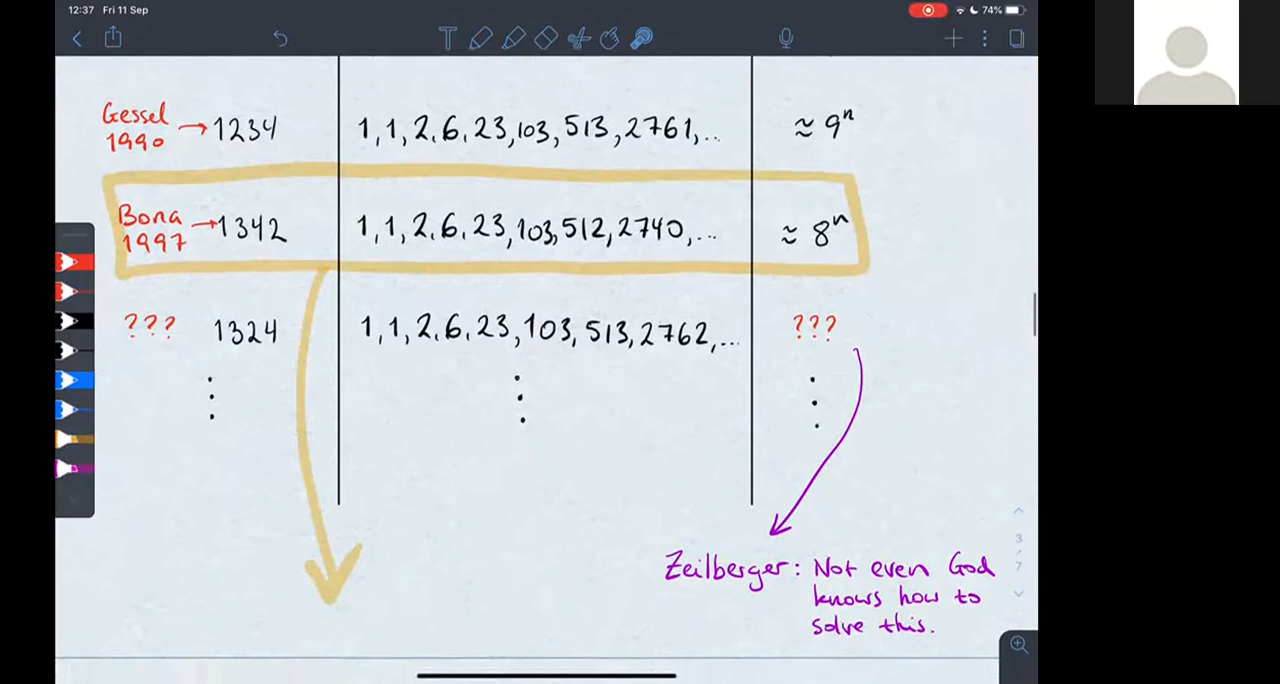 12:37 Fri 11 Sep
74%
Gessel
1990 → 1234
1, 1, 2, 6, 23, 103, 513, 2761, ...
≈ 9ⁿ
Bona
1997 → 1342
1, 1, 2, 6, 23, 103, 512, 2740, ...
≈ 8ⁿ
??? 1324
1, 1, 2, 6, 23, 103, 513, 2762, ...
???
Zeilberger: Not even God
knows how to
solve this.
3
/
7